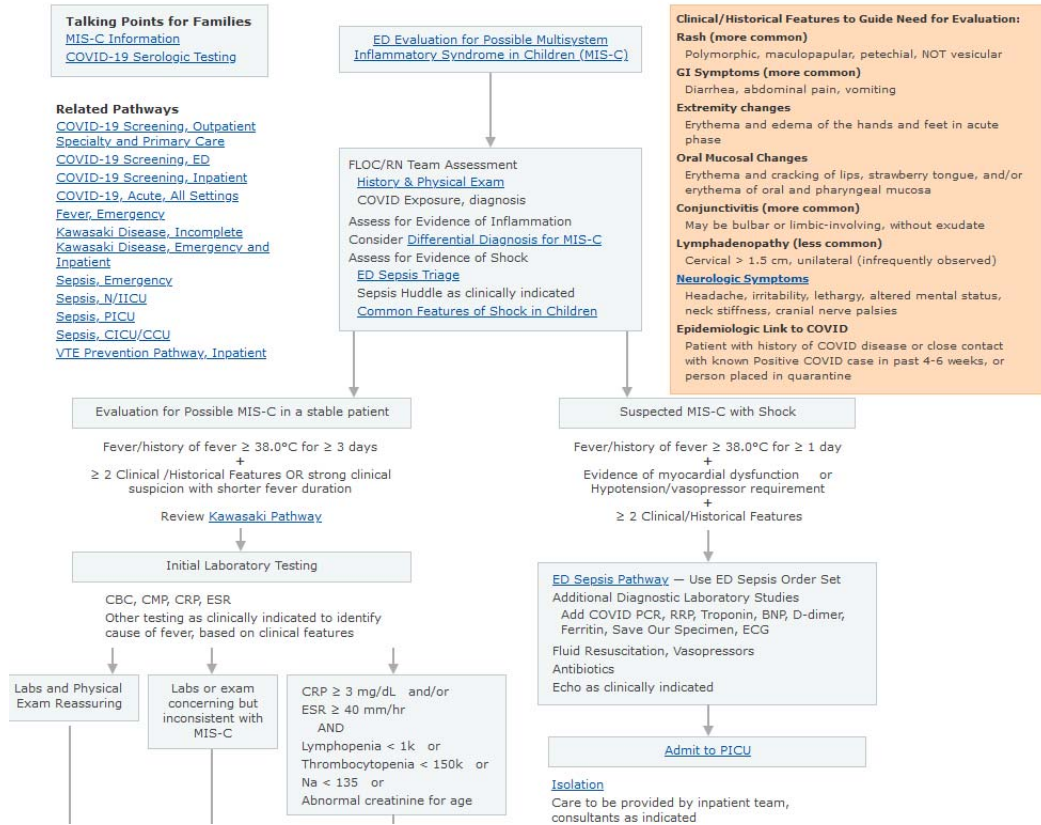 Talking Points for Families
MIS-C Information
COVID-19 Serologic Testing
Related Pathways
COVID-19 Screening, Outpatient
Specialty and Primary Care
COVID-19 Screening, ED
COVID-19 Screening, Inpatient
COVID-19, Acute, All Settings
Fever, Emergency
Kawasaki Disease, Incomplete
Kawasaki Disease, Emergency and
Inpatient
Sepsis, Emergency
Sepsis, N/IICU
Sepsis, PICU
Sepsis, CICU/CCU
VTE Prevention Pathway, Inpatient
ED Evaluation for Possible Multisystem
Inflammatory Syndrome in Children (MIS-C)
FLOC/RN Team Assessment
History & Physical Exam
COVID Exposure, diagnosis
Assess for Evidence of Inflammation
Consider Differential Diagnosis for MIS-C
Assess for Evidence of Shock
ED Sepsis Triage
Sepsis Huddle as clinically indicated
Common Features of Shock in Children
Clinical/Historical Features to Guide Need for Evaluation:
Rash (more common)
Polymorphic, maculopapular, petechial, NOT vesicular
GI Symptoms (more common)
Diarrhea, abdominal pain, vomiting
Extremity changes
Erythema and edema of the hands and feet in acute
phase
Oral Mucosal Changes
Erythema and cracking of lips, strawberry tongue, and/or
erythema of oral and pharyngeal mucosa
Conjunctivitis (more common)
May be bulbar or limbic-involving, without exudate
Lymphadenopathy (less common)
Cervical > 1.5 cm, unilateral (infrequently observed)
Neurologic Symptoms
Headache, irritability, lethargy, altered mental status,
neck stiffness, cranial nerve palsies
Epidemiologic Link to COVID
Patient with history of COVID disease or close contact
with known Positive COVID case in past 4-6 weeks, or
person placed in quarantine
Evaluation for Possible MIS-C in a stable patient
Fever/history of fever ≥ 38.0°C for ≥ 3 days
+
≥ 2 Clinical /Historical Features OR strong clinical
suspicion with shorter fever duration
Review Kawasaki Pathway
Initial Laboratory Testing
CBC, CMP, CRP, ESR
Other testing as clinically indicated to identify
cause of fever, based on clinical features
Labs and Physical
Exam Reassuring
Labs or exam
concerning but
inconsistent with
MIS-C
CRP ≥ 3 mg/dL and/or
ESR ≥ 40 mm/hr
AND
Lymphopenia < 1k or
Thrombocytopenia < 150k or
Na < 135 or
Abnormal creatinine for age
Suspected MIS-C with Shock
Fever/history of fever ≥ 38.0°C for ≥ 1 day
+
Evidence of myocardial dysfunction or
Hypotension/vasopressor requirement
+
≥ 2 Clinical/Historical Features
ED Sepsis Pathway — Use ED Sepsis Order Set
Additional Diagnostic Laboratory Studies
Add COVID PCR, RRP, Troponin, BNP, D-dimer,
Ferritin, Save Our Specimen, ECG
Fluid Resuscitation, Vasopressors
Antibiotics
Echo as clinically indicated
Admit to PICU
Isolation
Care to be provided by inpatient team,
consultants as indicated